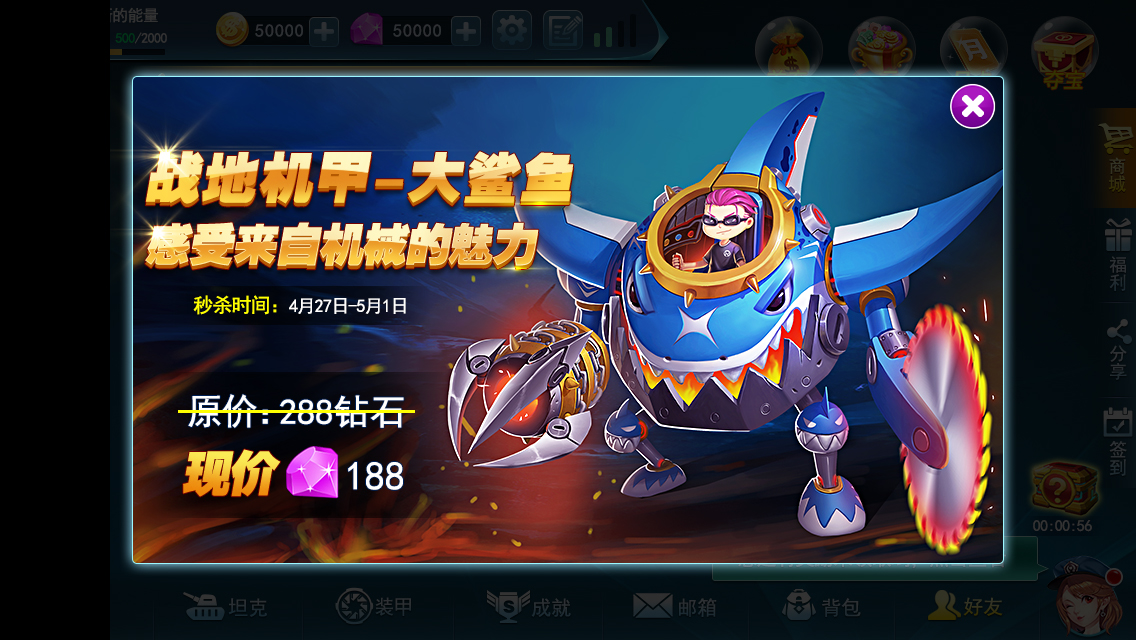 的能量
500/2000
50000
50000
夺宝
战地机甲-大鲨鱼
感受来自机械的魅力
秒杀时间：4月27日-5月1日
原价：288钻石
现价 188
商城
福利
分享
签到
月
?
00:00:56
坦克
装甲
成就
邮箱
背包
好友